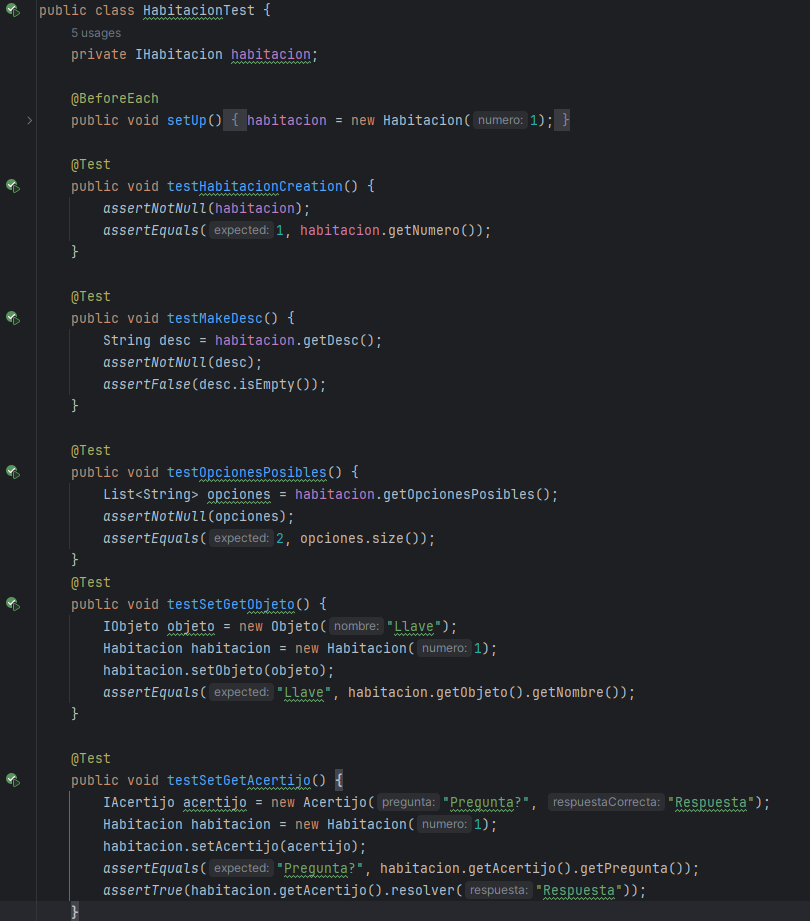 public class HabitacionTest {
5 usages
private IHabitacion habitacion;
@BeforeEach
public void setUp() { habitacion = new Habitacion( numero: 1); }
@Test
public void testHabitacionCreation() {
assertNotNull(habitacion);
assertEquals( expected: 1, habitacion.getNumero());
}
@Test
public void testMakeDesc() {
String desc = habitacion.getDesc();
assertNotNull(desc);
assertFalse(desc.isEmpty());
}
@Test
public void testOpcionesPosibles() {
List<String> opciones = habitacion.getOpcionesPosibles();
assertNotNull(opciones);
assertEquals( expected: 2, opciones.size());
}
@Test
public void testSetGetObjeto() {
IObjeto objeto = new Objeto( nombre: "Llave");
Habitacion habitacion = new Habitacion( numero: 1);
habitacion.setObjeto(objeto);
assertEquals( expected: "Llave", habitacion.getObjeto().getNombre());
}
@Test
public void testSetGetAcertijo() {
IAcertijo acertijo = new Acertijo( pregunta: "Pregunta?", respuestaCorrecta: "Respuesta");
Habitacion habitacion = new Habitacion( numero: 1);
habitacion.setAcertijo(acertijo);
assertEquals( expected: "Pregunta?", habitacion.getAcertijo().getPregunta());
assertTrue(habitacion.getAcertijo().resolver( respuesta: "Respuesta"));
}